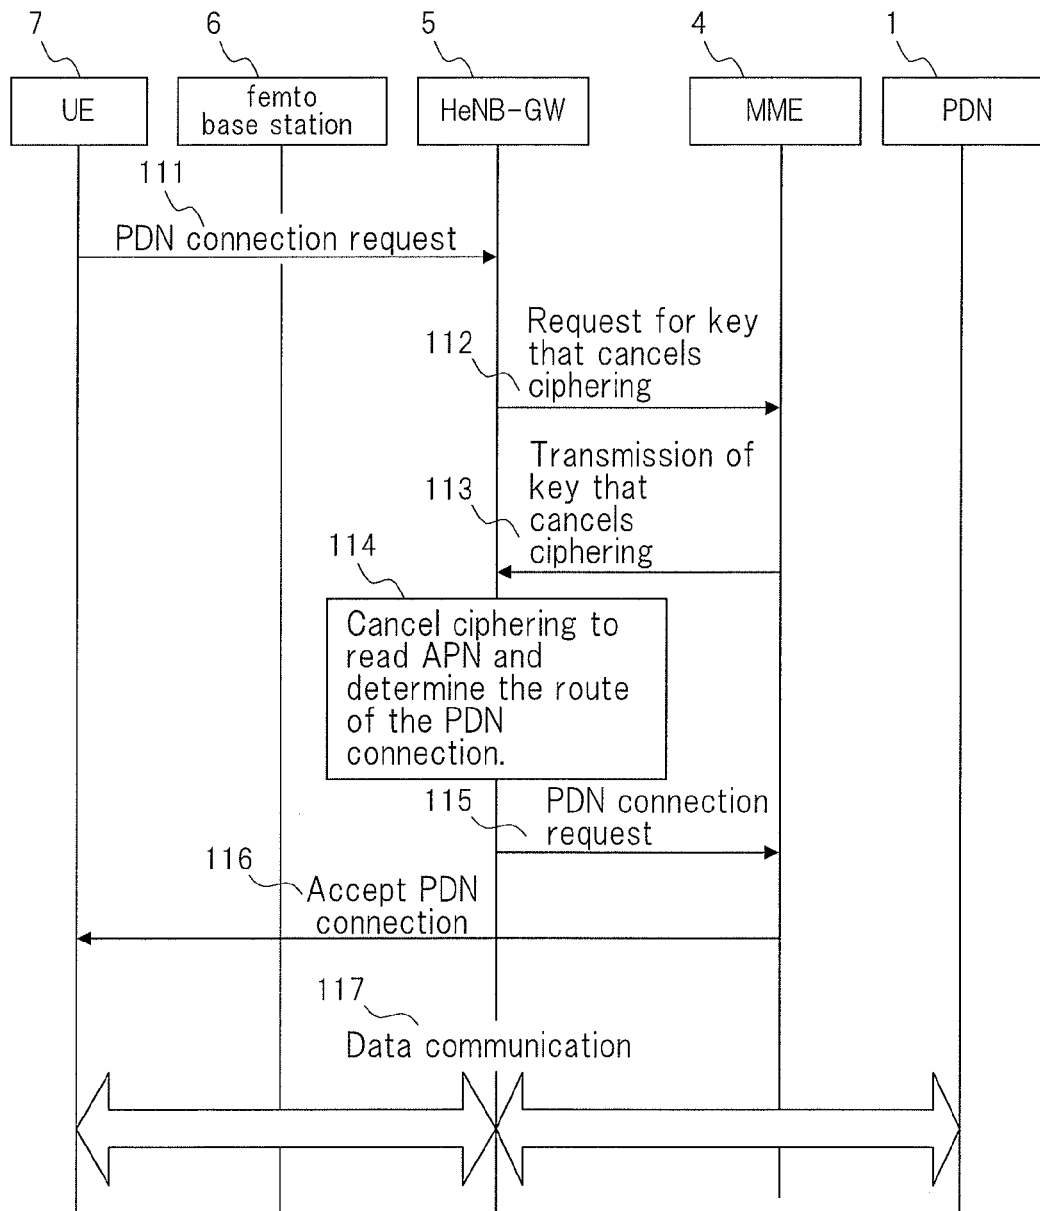 7
6
5
4
1
UE
femto
base station
HeNB-GW
MME
PDN
111
PDN connection request
112
Request for key
that cancels
ciphering
113
Transmission of
key that
cancels
ciphering
114
Cancel ciphering to
read APN and
determine the route
of the PDN
connection.
115
PDN connection
request
116
Accept PDN
connection
117
Data communication